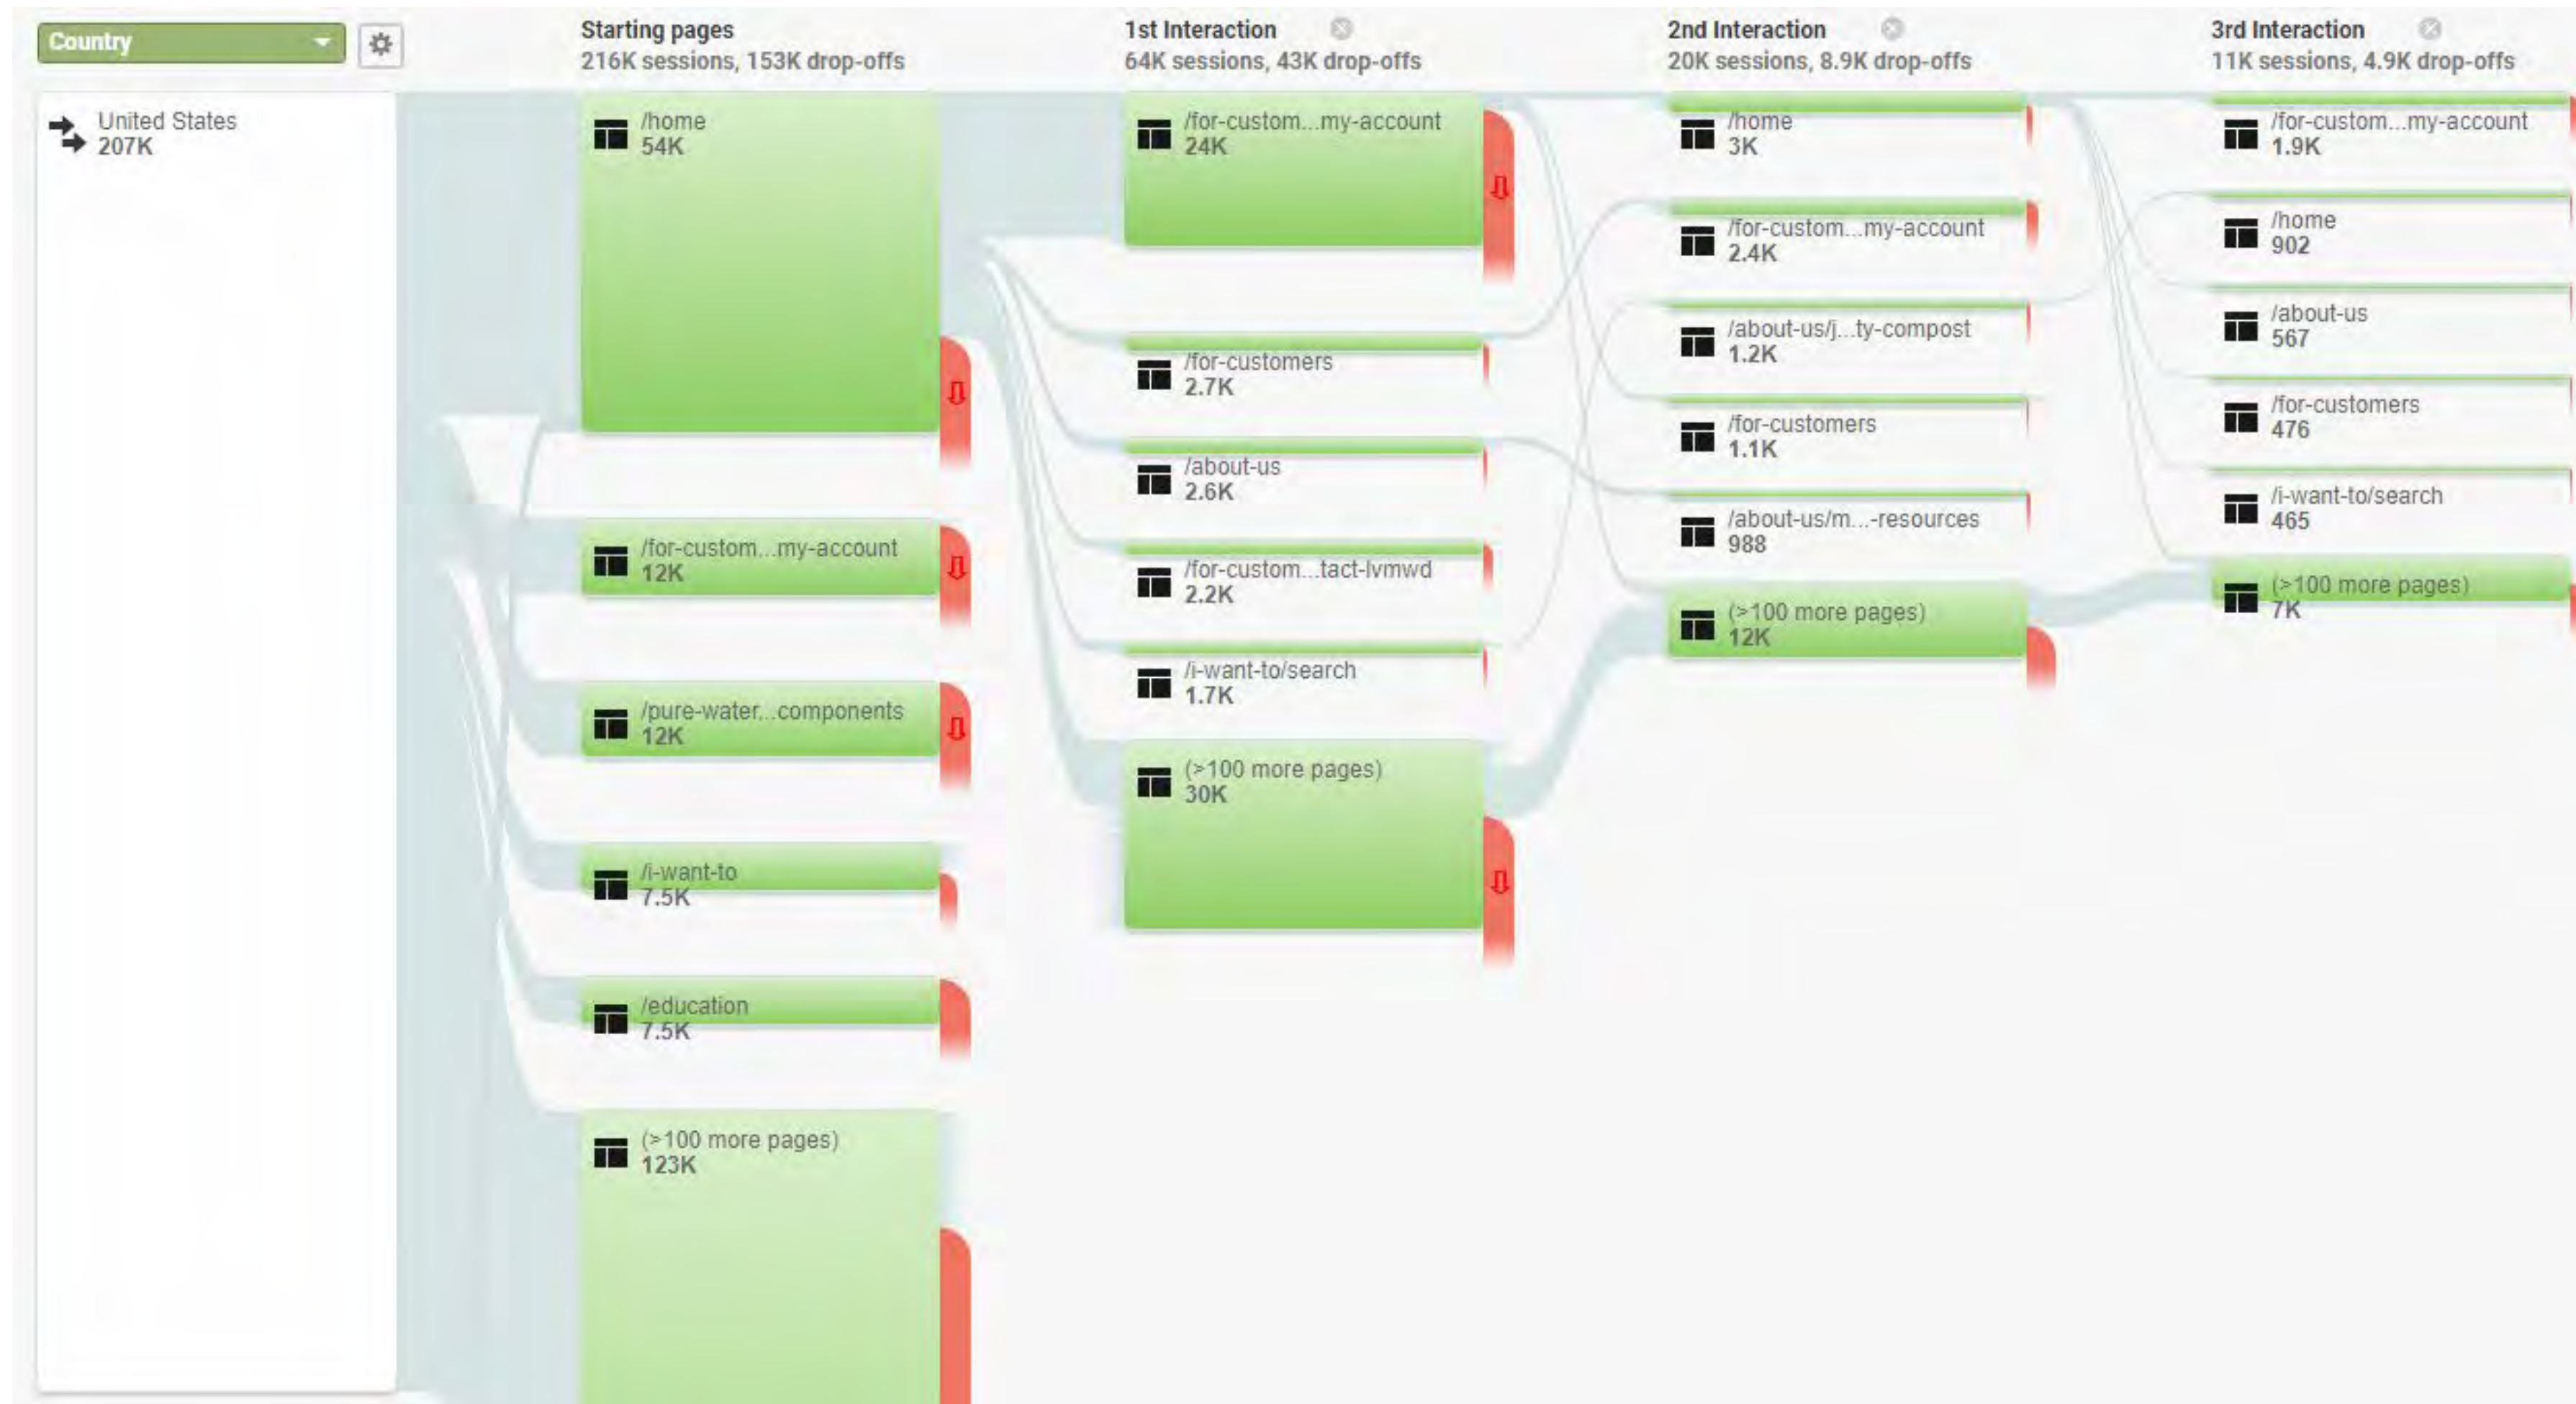 Country
United States
207K
Starting pages
216K sessions, 153K drop-offs
/home
54K
/for-custom...my-account
12K
/pure-water...components
12K
/i-want-to
7.5K
/education
7.5K
(>100 more pages)
123K
1st Interaction
64K sessions, 43K drop-offs
/for-custom...my-account
24K
/for-customers
2.7K
/about-us
2.6K
/for-custom...tact-lvmwd
2.2K
/i-want-to/search
1.7K
(>100 more pages)
30K
2nd Interaction
20K sessions, 8.9K drop-offs
/home
3K
/for-custom...my-account
2.4K
/about-us/j...ty-compost
1.2K
/for-customers
1.1K
/about-us/m...-resources
988
(>100 more pages)
12K
3rd Interaction
11K sessions, 4.9K drop-offs
/for-custom...my-account
1.9K
/home
902
/about-us
567
/for-customers
476
/i-want-to/search
465
(>100 more pages)
7K